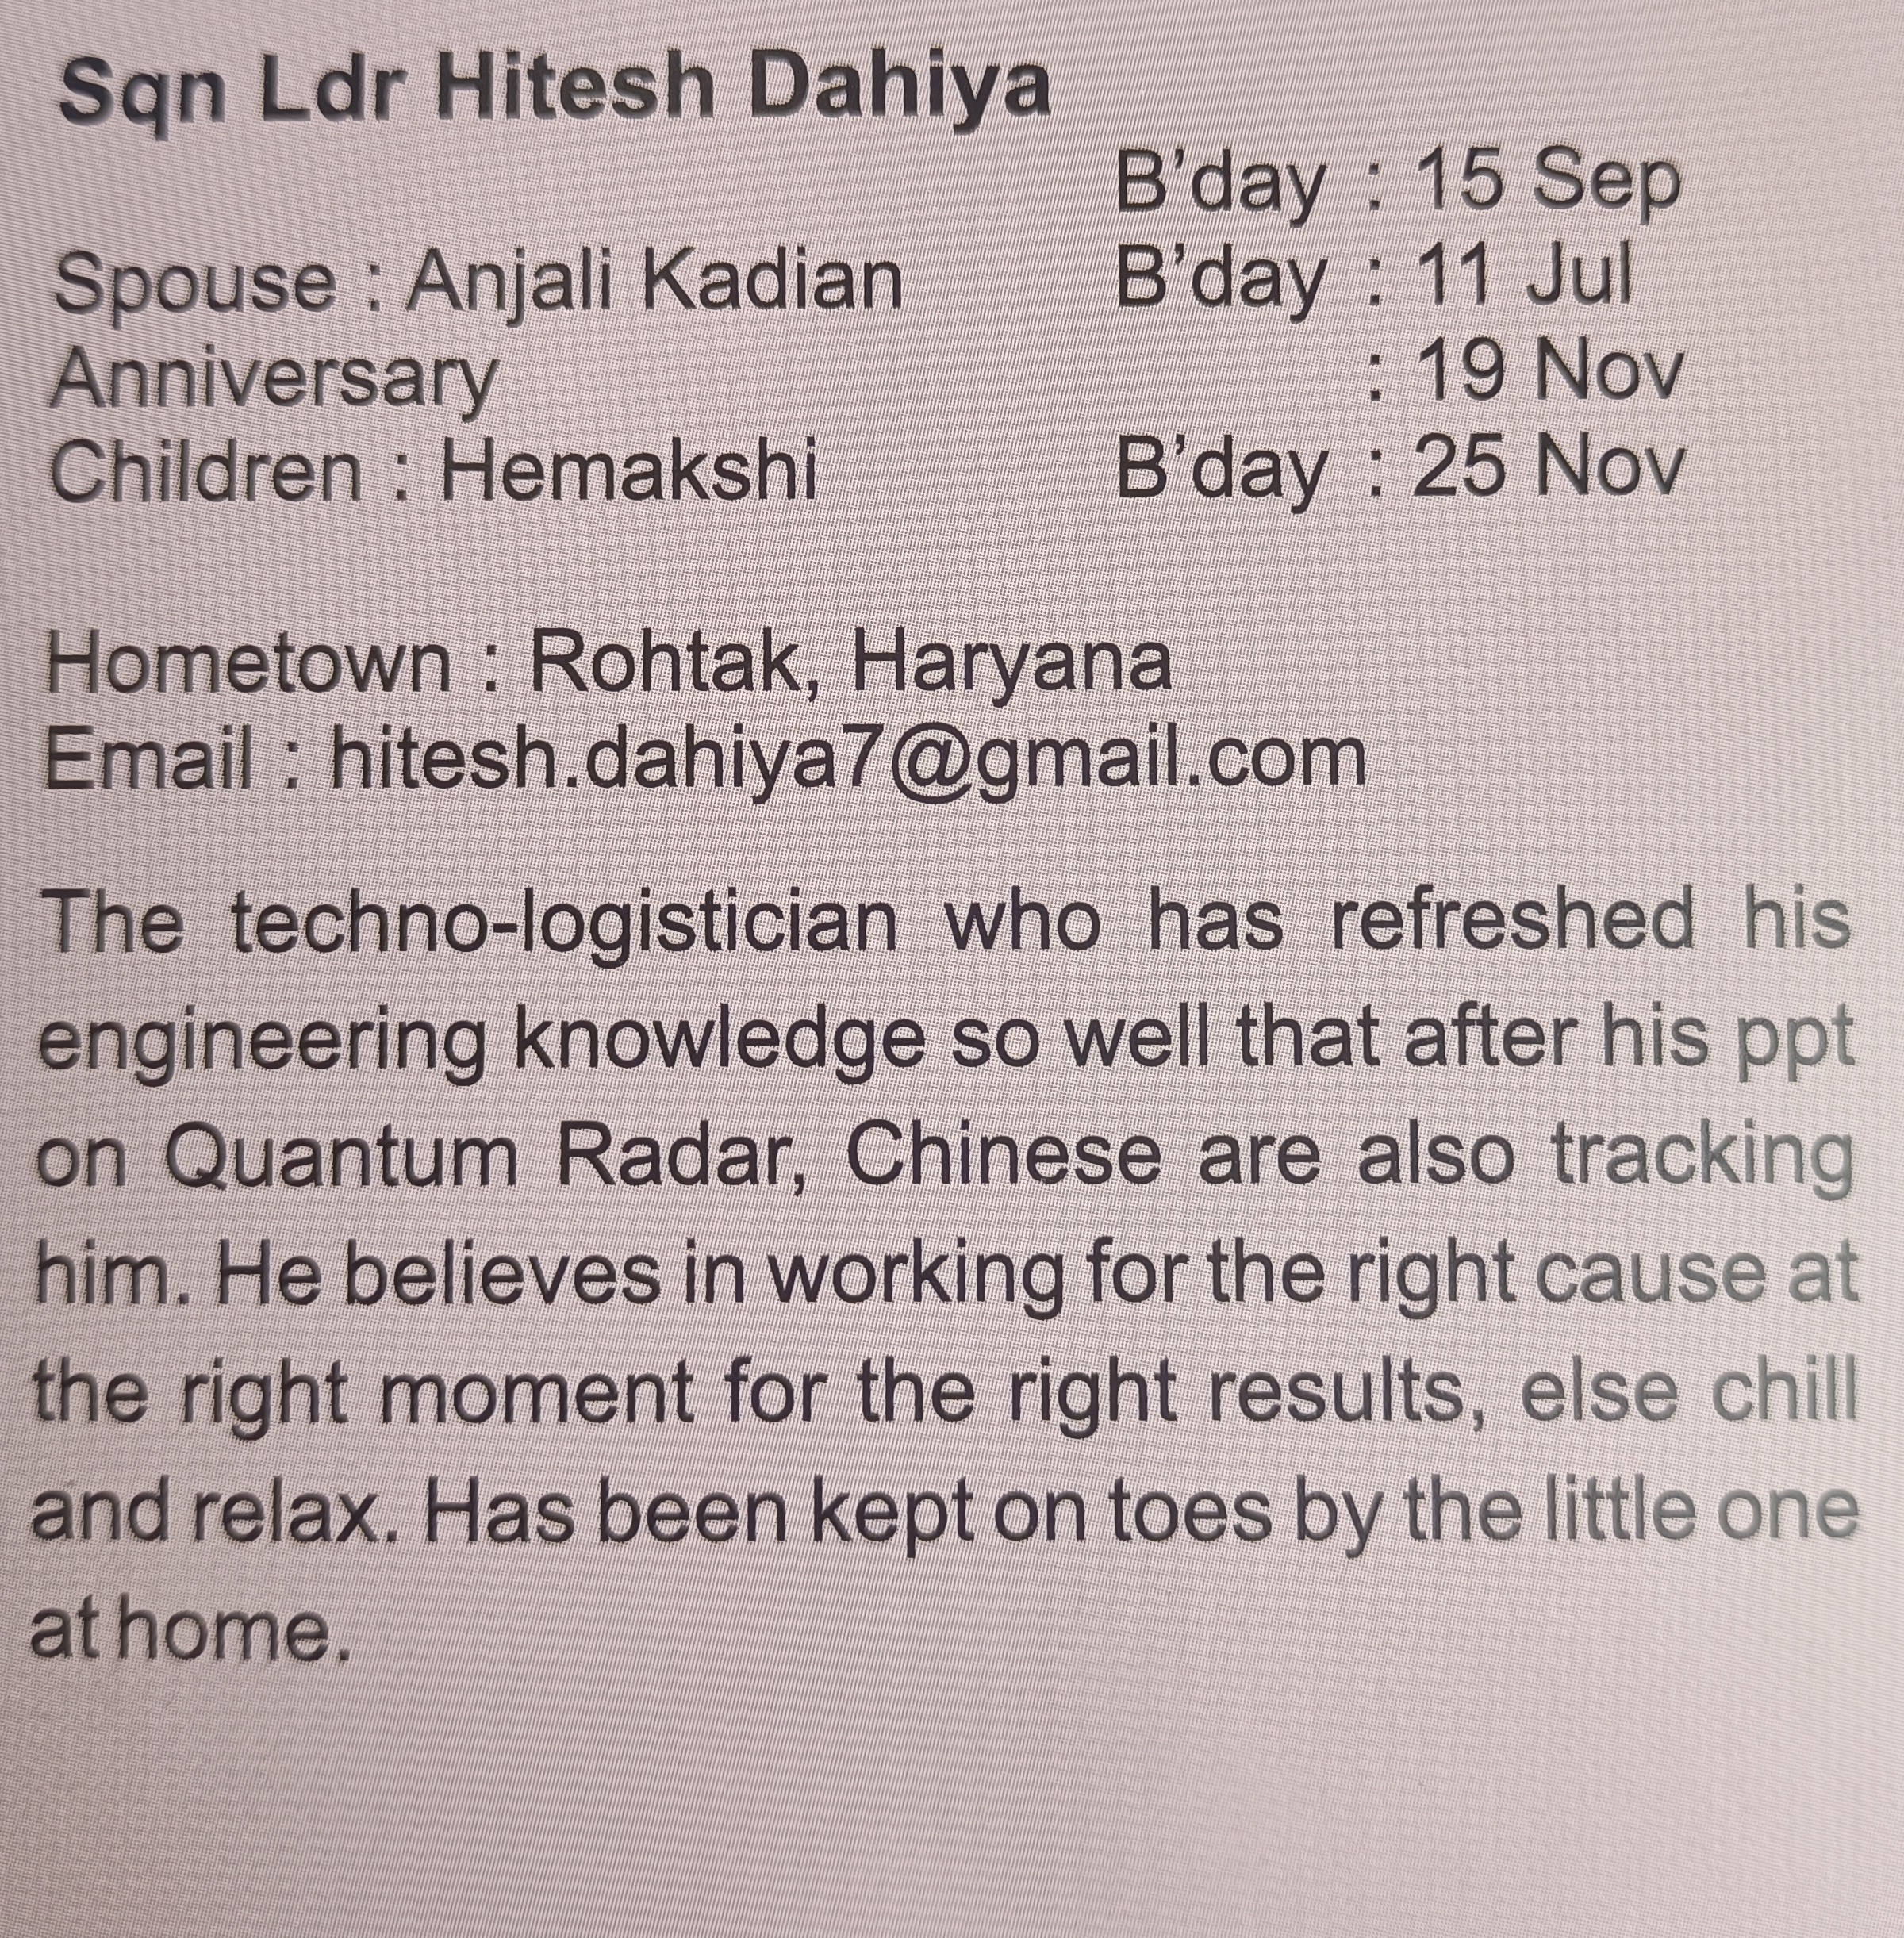 Sqn Ldr Hitesh Dahiya
B'day : 15 Sep
Spouse : Anjali Kadian B'day : 11 Jul
Anniversary : 19 Nov
Children : Hemakshi B'day : 25 Nov
Hometown : Rohtak, Haryana
Email : hitesh.dahiya7@gmail.com
The techno-logistician who has refreshed his
engineering knowledge so well that after his ppt
on Quantum Radar, Chinese are also tracking
him. He believes in working for the right cause at
the right moment for the right results, else chill
and relax. Has been kept on toes by the little one
at home.